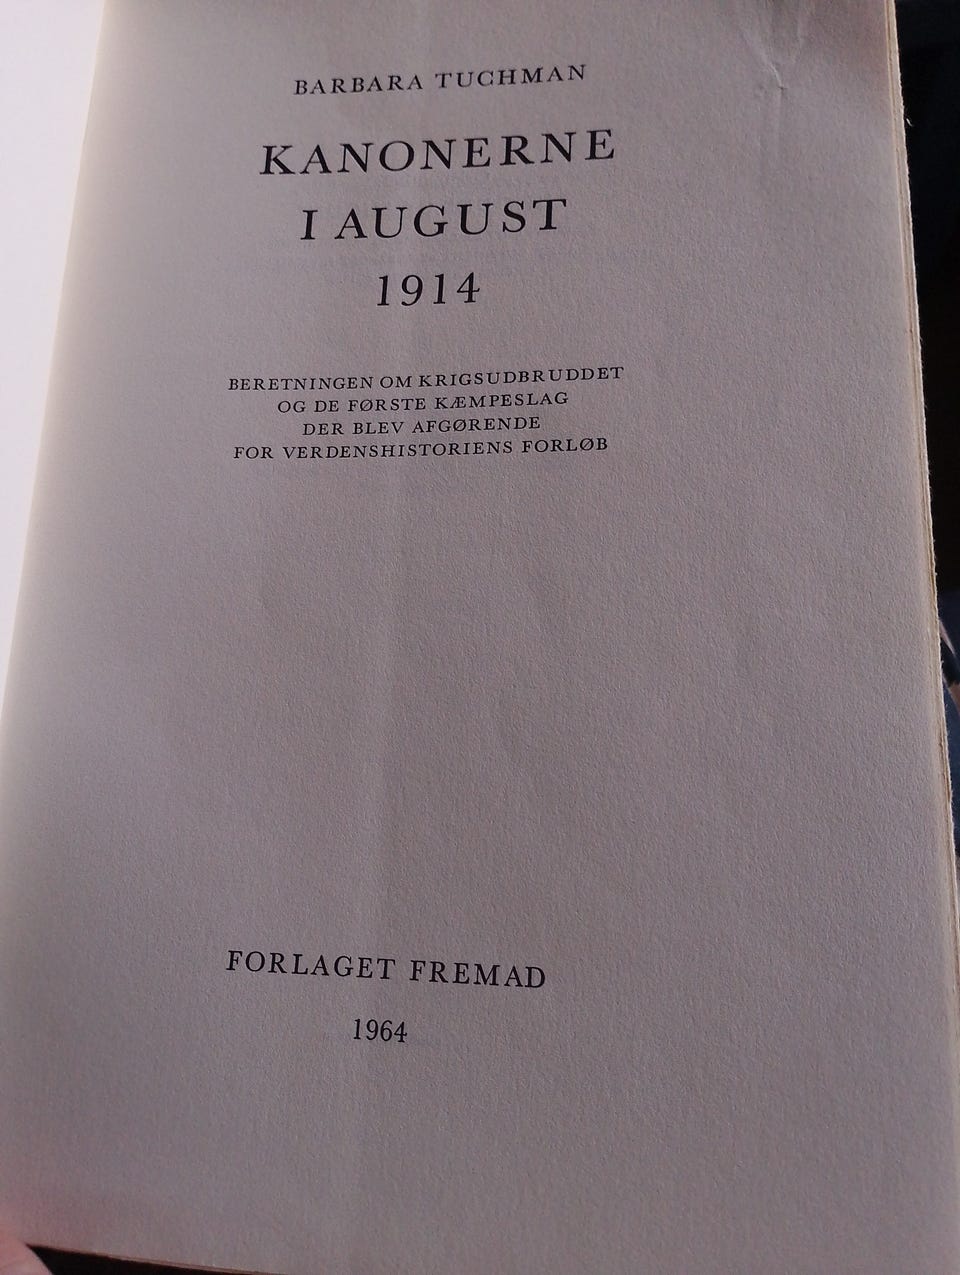 BARBARA TUCHMAN
KANONERNE
I AUGUST
1914
BERETNINGEN OM KRIGSUDBRUDDET
OG DE FØRSTE KÆMPESLAG
DER BLEV AFGØRENDE
FOR VERDENSHISTORIENS FORLØB
FORLAGET FREMAD
1964